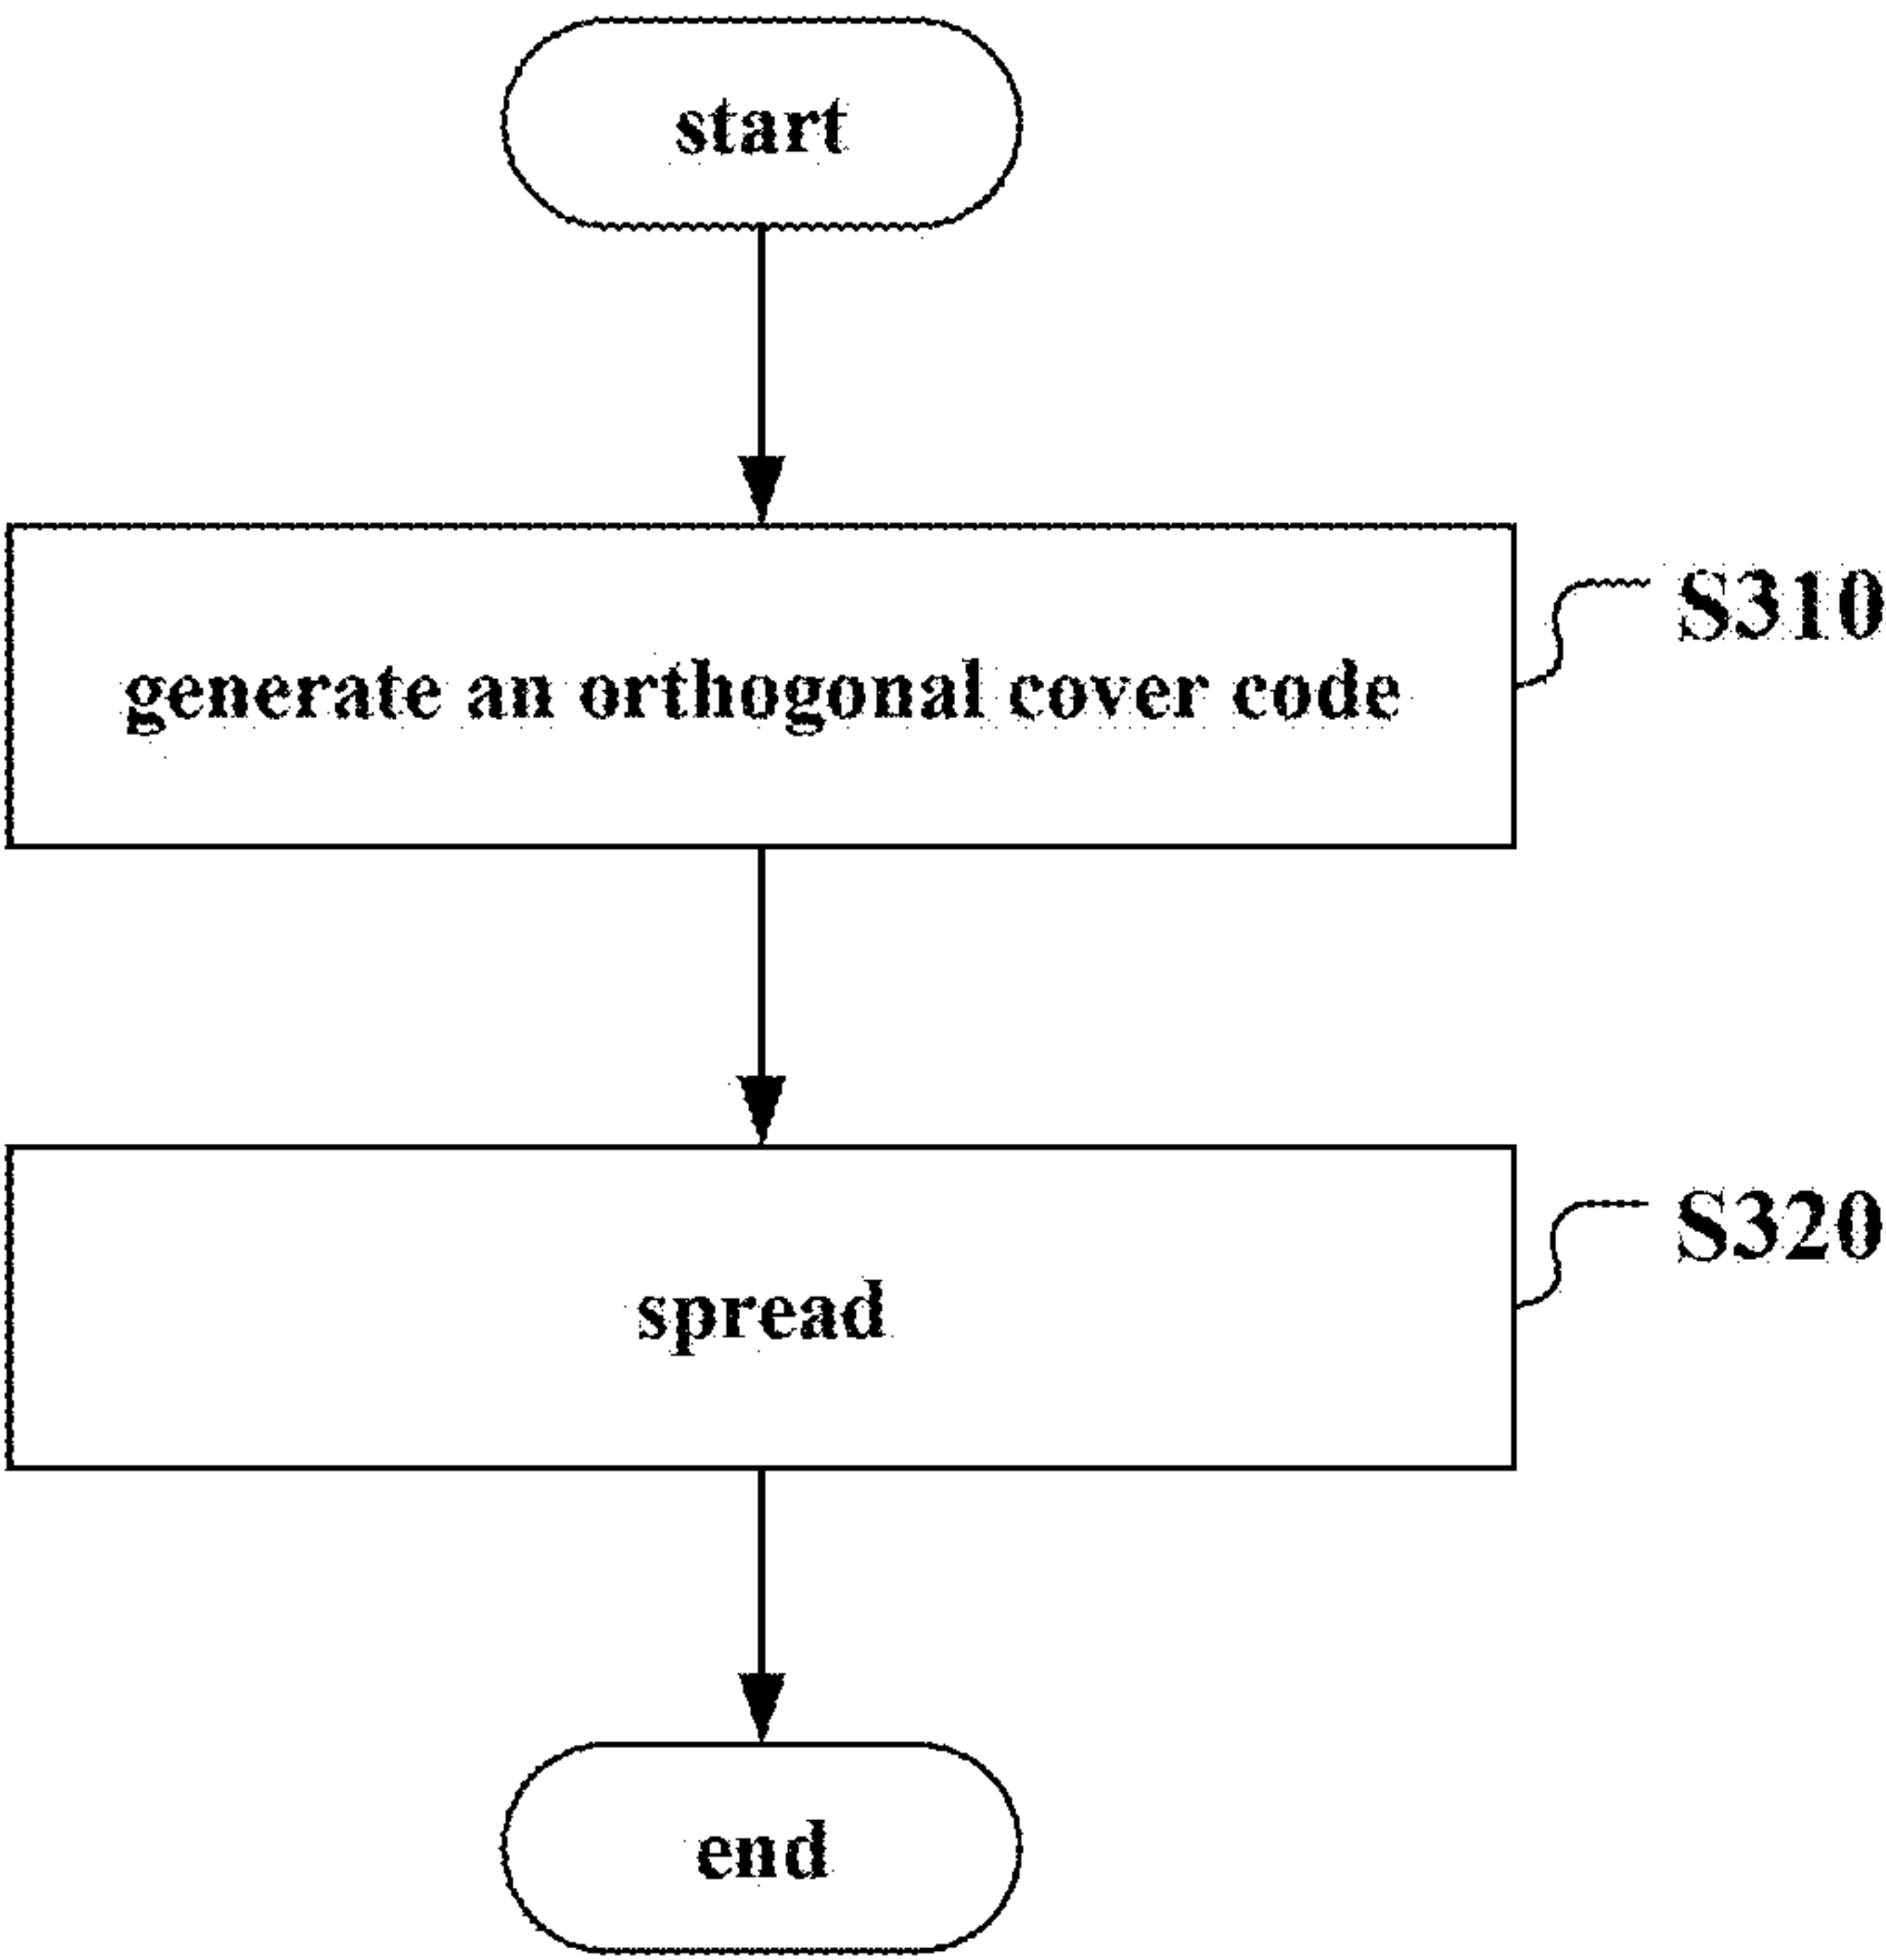 start
S310
generate an orthogonal cover code
S320
spread
end